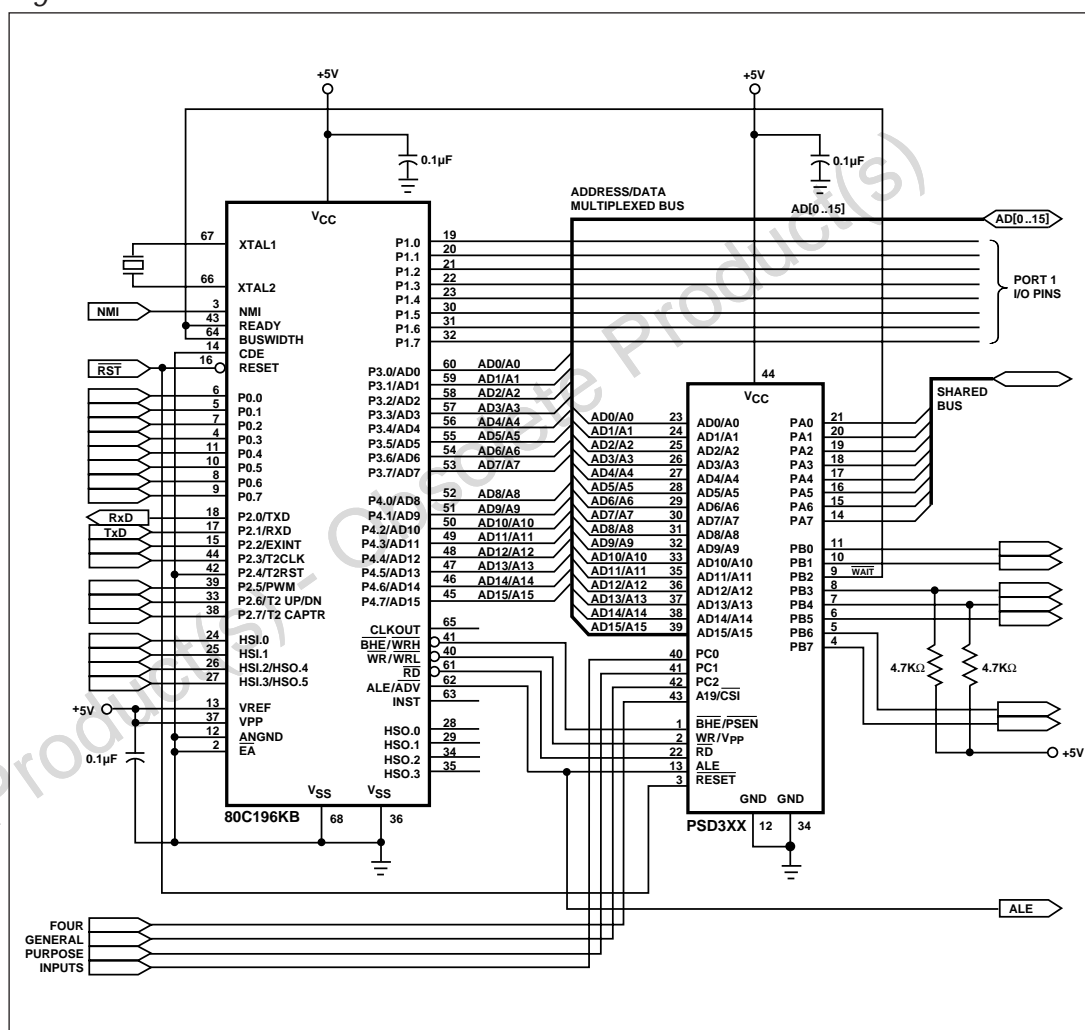 +5V
+5V
0.1µF
0.1µF
ADDRESS/DATA
MULTIPLEXED BUS
AD[0..15]
AD[0..15]
VCC
67
XTAL1
66
XTAL2
NMI
3
NMI
43
READY
64
BUSWIDTH
14
CDE
RST
16
RESET
6
P0.0
5
P0.1
7
P0.2
4
P0.3
11
P0.4
10
P0.5
8
P0.6
9
P0.7
RxD
18
P2.0/TXD
TxD
17
P2.1/RXD
15
P2.2/EXINT
44
P2.3/T2CLK
42
P2.4/T2RST
39
P2.5/PWM
33
P2.6/T2 UP/DN
38
P2.7/T2 CAPTR
24
HSI.0
25
HSI.1
26
HSI.2/HSO.4
27
HSI.3/HSO.5
+5V
13
VREF
37
VPP
12
ANGND
2
EA
0.1µF
P1.0
19
P1.1
20
P1.2
21
P1.3
22
P1.4
23
P1.5
30
P1.6
31
P1.7
32
PORT 1
I/O PINS
P3.0/AD0
60
AD0/A0
P3.1/AD1
59
AD1/A1
P3.2/AD2
58
AD2/A2
P3.3/AD3
57
AD3/A3
P3.4/AD4
56
AD4/A4
P3.5/AD5
55
AD5/A5
P3.6/AD6
54
AD6/A6
P3.7/AD7
53
AD7/A7
P4.0/AD8
52
AD8/A8
P4.1/AD9
51
AD9/A9
P4.2/AD10
50
AD10/A10
P4.3/AD11
49
AD11/A11
P4.4/AD12
48
AD12/A12
P4.5/AD13
47
AD13/A13
P4.6/AD14
46
AD14/A14
P4.7/AD15
45
AD15/A15
CLKOUT
65
BHE/WRH
41
WR/WRL
40
RD
61
ALE/ADV
62
INST
63
HSO.0
28
HSO.1
29
HSO.2
34
HSO.3
35
VSS
VSS
80C196KB
68
36
44
VCC
AD0/A0
23
AD0/A0
AD1/A1
24
AD1/A1
AD2/A2
25
AD2/A2
AD3/A3
26
AD3/A3
AD4/A4
27
AD4/A4
AD5/A5
28
AD5/A5
AD6/A6
29
AD6/A6
AD7/A7
30
AD7/A7
AD8/A8
31
AD8/A8
AD9/A9
32
AD9/A9
AD10/A10
33
AD10/A10
AD11/A11
35
AD11/A11
AD12/A12
36
AD12/A12
AD13/A13
37
AD13/A13
AD14/A14
38
AD14/A14
AD15/A15
39
AD15/A15
40
PC0
41
PC1
42
PC2
43
A19/CSI
1
BHE/PSEN
2
WR/VPP
22
RD
13
ALE
3
RESET
PA0
21
PA1
20
PA2
19
PA3
18
PA4
17
PA5
16
PA6
15
PA7
14
SHARED
BUS
PB0
11
PB1
10
PB2
9
WAIT
PB3
8
PB4
7
PB5
6
PB6
5
PB7
4
4.7KΩ
4.7KΩ
+5V
GND
GND
PSD3XX
12
34
ALE
FOUR
GENERAL
PURPOSE
INPUTS
Product(s) - Obsolete Product(s)